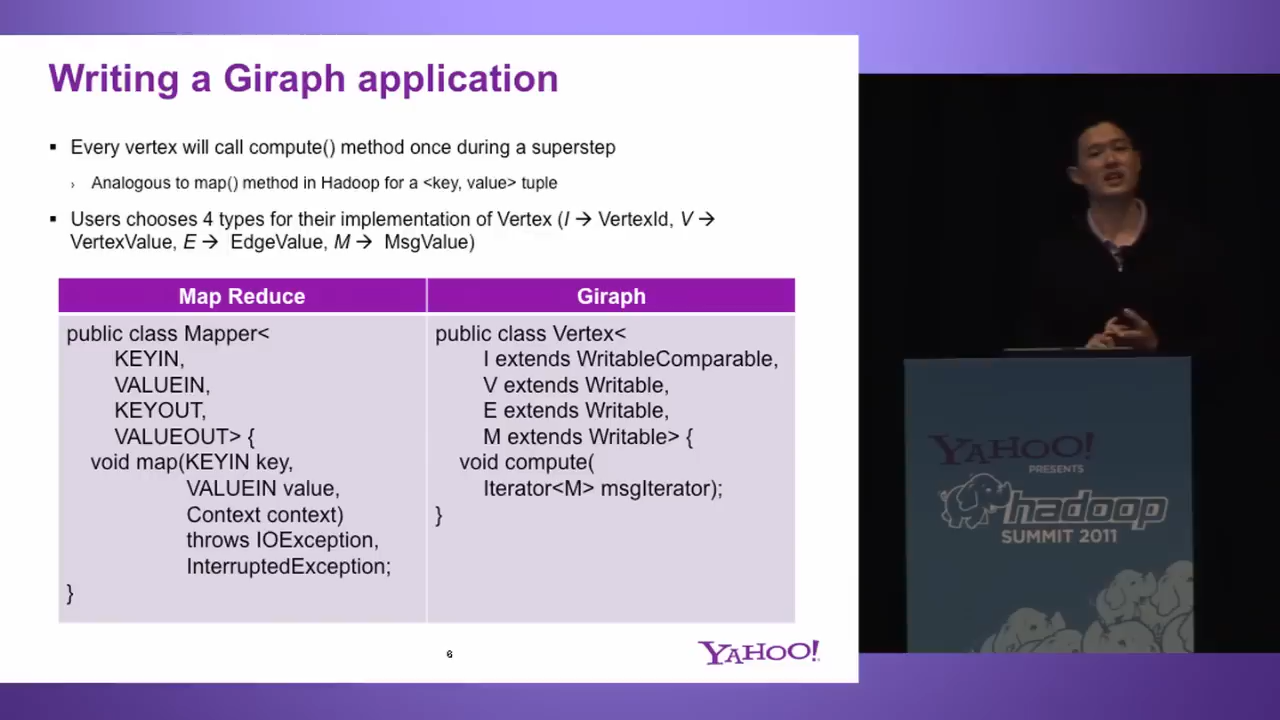 Writing a Giraph application
▪ Every vertex will call compute() method once during a superstep
› Analogous to map() method in Hadoop for a <key, value> tuple
▪ Users chooses 4 types for their implementation of Vertex (I → VertexId, V →
VertexValue, E → EdgeValue, M → MsgValue)
Map Reduce
public class Mapper<
KEYIN,
VALUEIN,
KEYOUT,
VALUEOUT> {
void map(KEYIN key,
VALUEIN value,
Context context)
throws IOException,
InterruptedException;
}
Giraph
public class Vertex<
I extends WritableComparable,
V extends Writable,
E extends Writable,
M extends Writable> {
void compute(
Iterator<M> msgIterator);
}
6
YAHOO!
YAHOO!
PRESENTS
hadoop
SUMMIT 2011